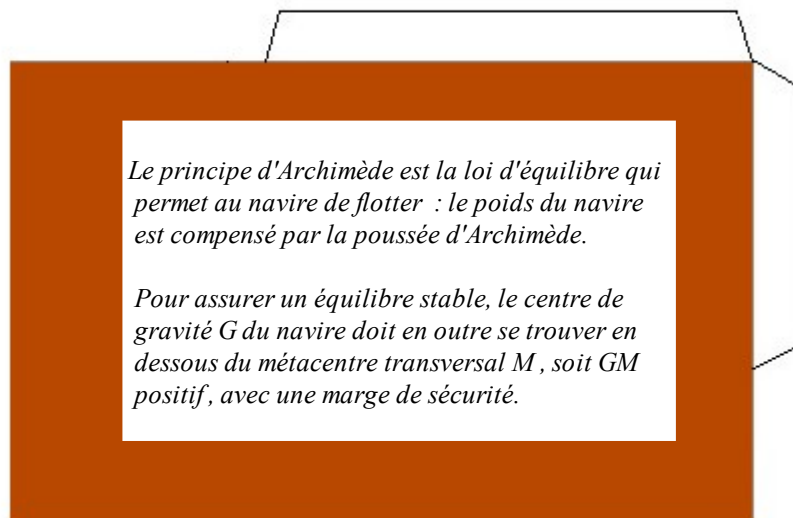 Le principe d'Archimède est la loi d'équilibre qui
permet au navire de flotter : le poids du navire
est compensé par la poussée d'Archimède.
Pour assurer un équilibre stable, le centre de
gravité G du navire doit en outre se trouver en
dessous du métacentre transversal M , soit GM
positif , avec une marge de sécurité.